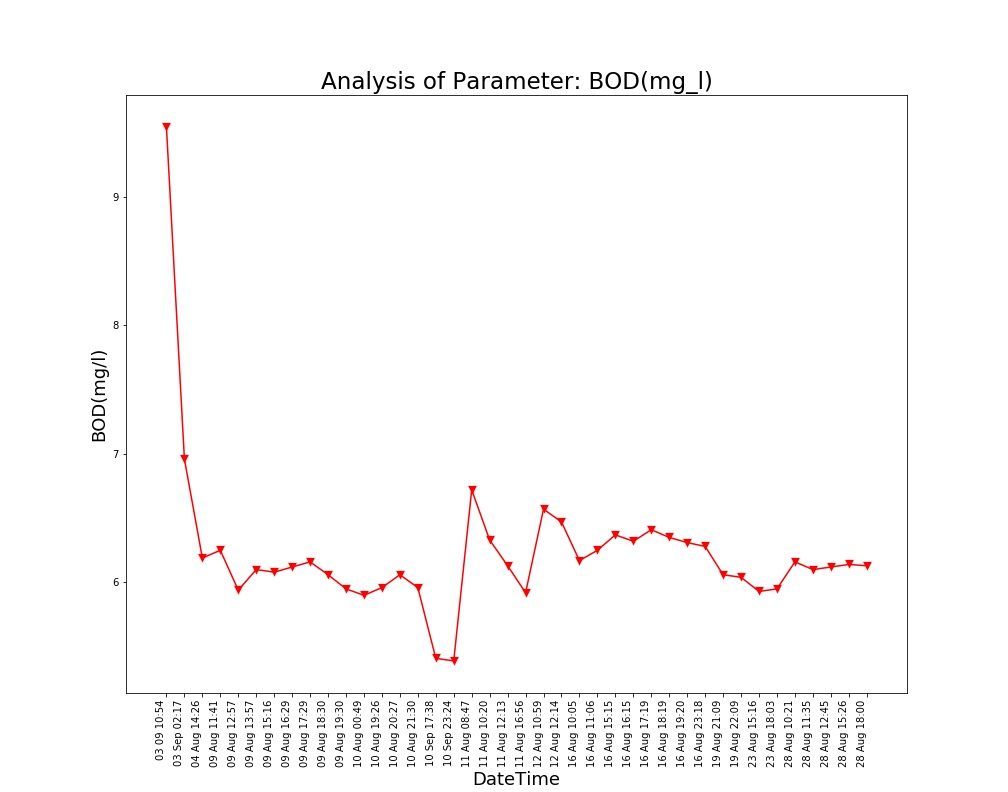 Analysis of Parameter: BOD(mg_l)
BOD(mg/l)
9
8
7
6
03 09 10:54
03 Sep 02:17
04 Aug 14:26
09 Aug 11:41
09 Aug 12:57
09 Aug 13:57
09 Aug 15:16
09 Aug 16:29
09 Aug 17:29
09 Aug 18:30
09 Aug 19:30
10 Aug 00:49
10 Aug 19:26
10 Aug 20:27
10 Aug 21:30
10 Sep 17:38
10 Sep 23:24
11 Aug 08:47
11 Aug 10:20
11 Aug 12:13
11 Aug 16:56
12 Aug 10:59
12 Aug 12:14
16 Aug 10:05
16 Aug 11:06
16 Aug 15:15
16 Aug 16:15
16 Aug 17:19
16 Aug 18:19
16 Aug 19:20
16 Aug 23:18
19 Aug 21:09
19 Aug 22:09
23 Aug 15:16
23 Aug 18:03
28 Aug 10:21
28 Aug 11:35
28 Aug 12:45
28 Aug 15:26
28 Aug 18:00
DateTime